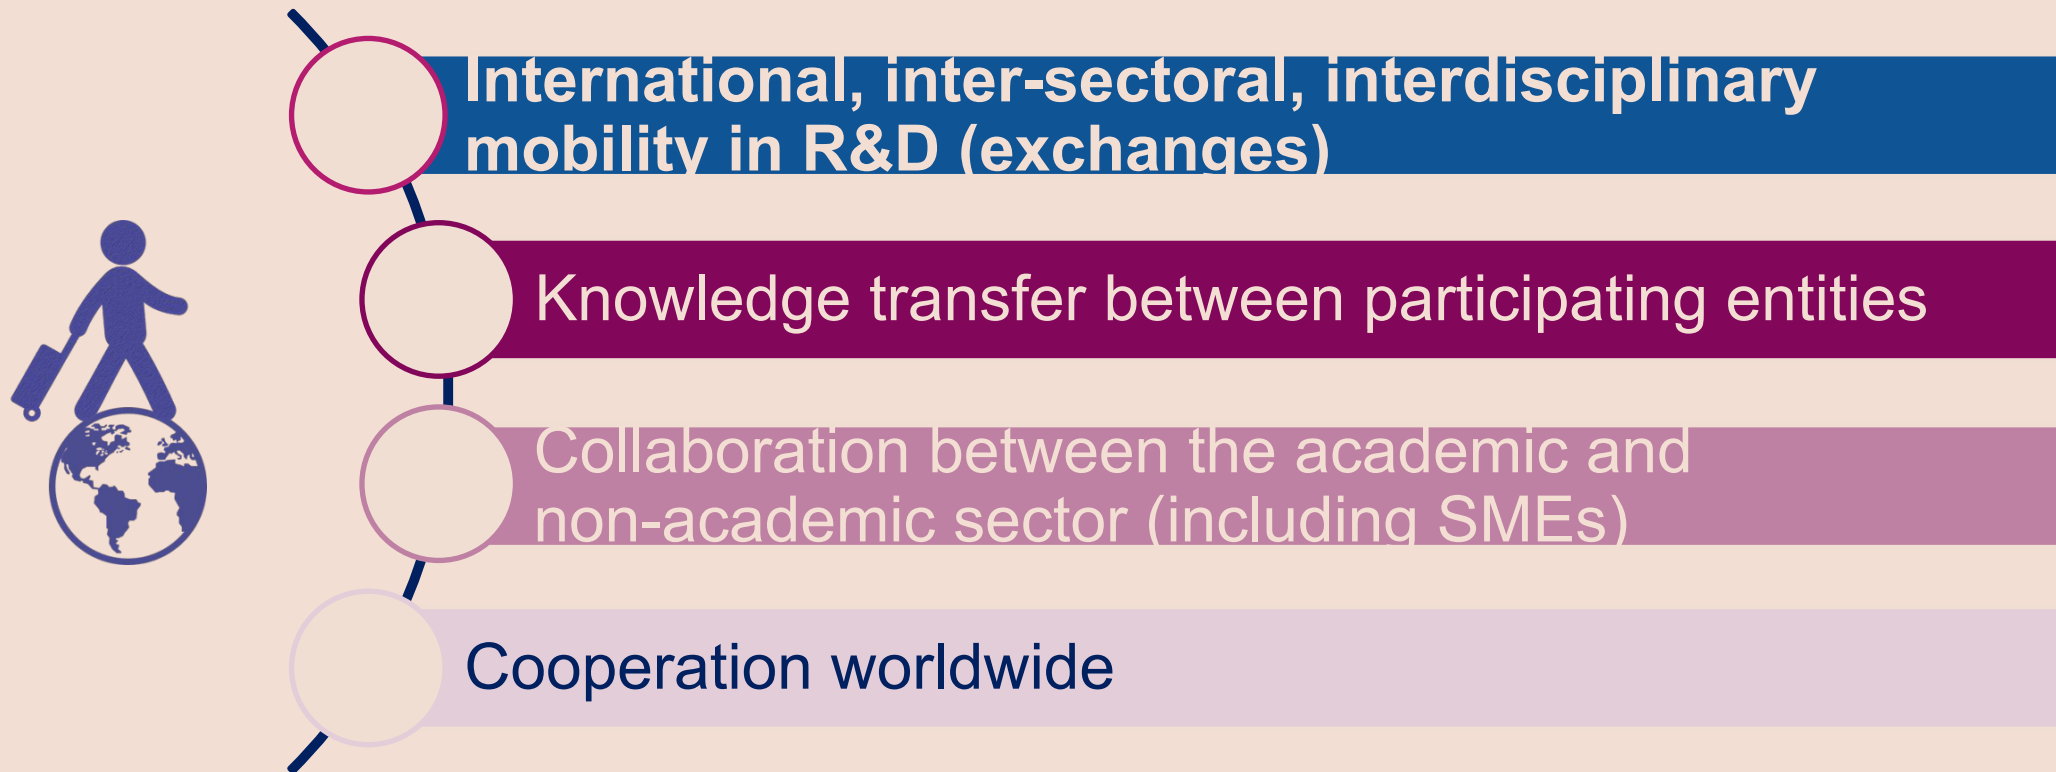 International, inter-sectoral, interdisciplinary
mobility in R&D (exchanges)
Knowledge transfer between participating entities
Collaboration between the academic and
non-academic sector (including SMEs)
Cooperation worldwide